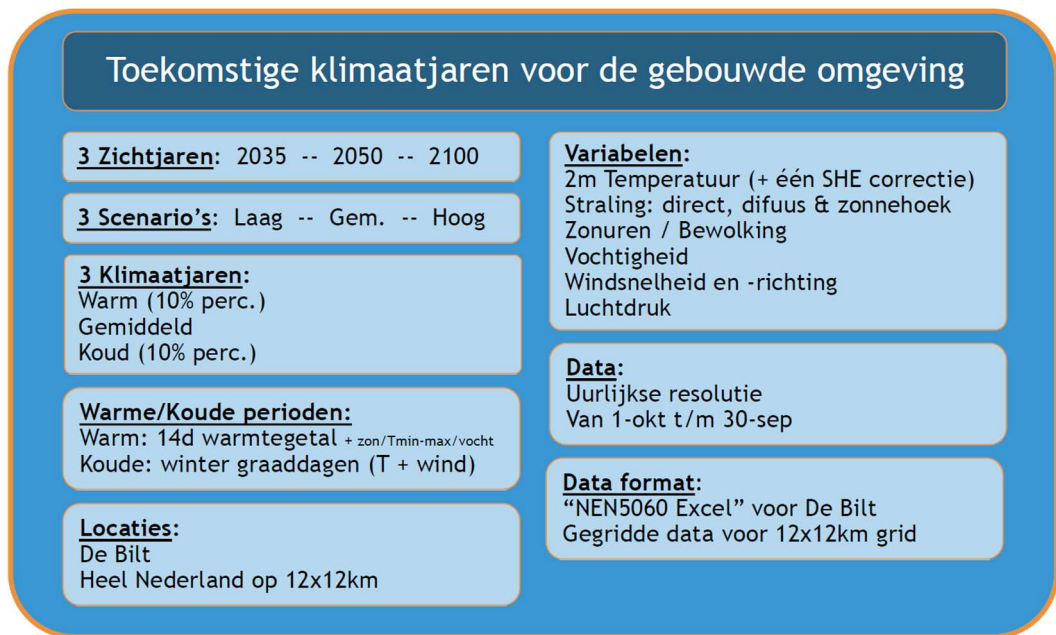 Toekomstige klimaatjaren voor de gebouwde omgeving
3 Zichtjaren: 2035 -- 2050 -- 2100
3 Scenario's: Laag -- Gem. -- Hoog
3 Klimaatjaren:
Warm (10% perc.)
Gemiddeld
Koud (10% perc.)
Warme/Koude perioden:
Warm: 14d warmtegetal + zon/Tmin-max/vocht
Koude: winter graaddagen (T + wind)
Locaties:
De Bilt
Heel Nederland op 12x12km
Variabelen:
2m Temperatuur (+ één SHE correctie)
Straling: direct, difuus & zonnehoek
Zonuren / Bewolking
Vochtigheid
Windsnelheid en -richting
Luchtdruk
Data:
Uurlijkse resolutie
Van 1-okt t/m 30-sep
Data format:
“NEN5060 Excel” voor De Bilt
Gegridde data voor 12x12km grid